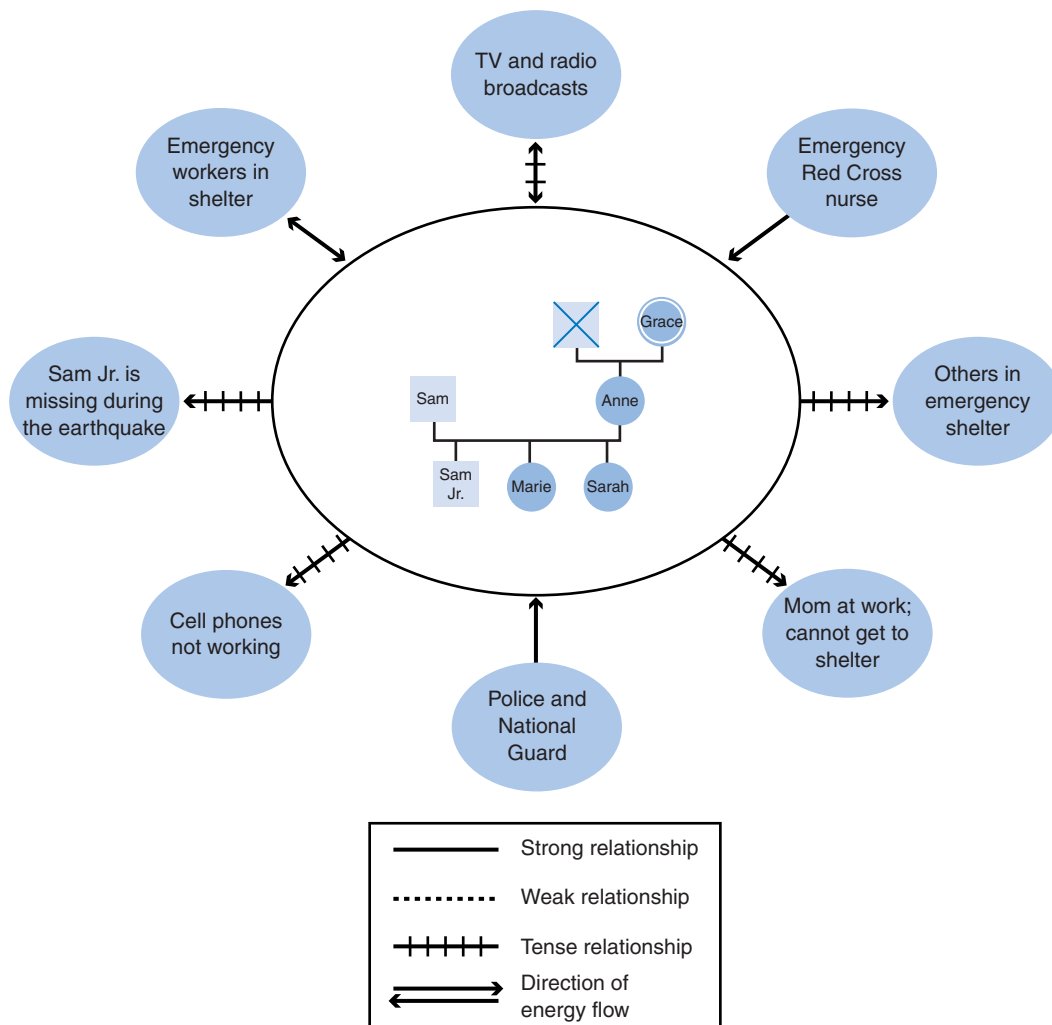 TV and radio
broadcasts
Emergency
workers in
shelter
Emergency
Red Cross
nurse
Grace
Sam Jr. is
missing during
the earthquake
Sam
Anne
Others in
emergency
shelter
Sam
Jr.
Marie
Sarah
Cell phones
not working
Mom at work;
cannot get to
shelter
Police and
National
Guard
Strong relationship
Weak relationship
Tense relationship
Direction of
energy flow